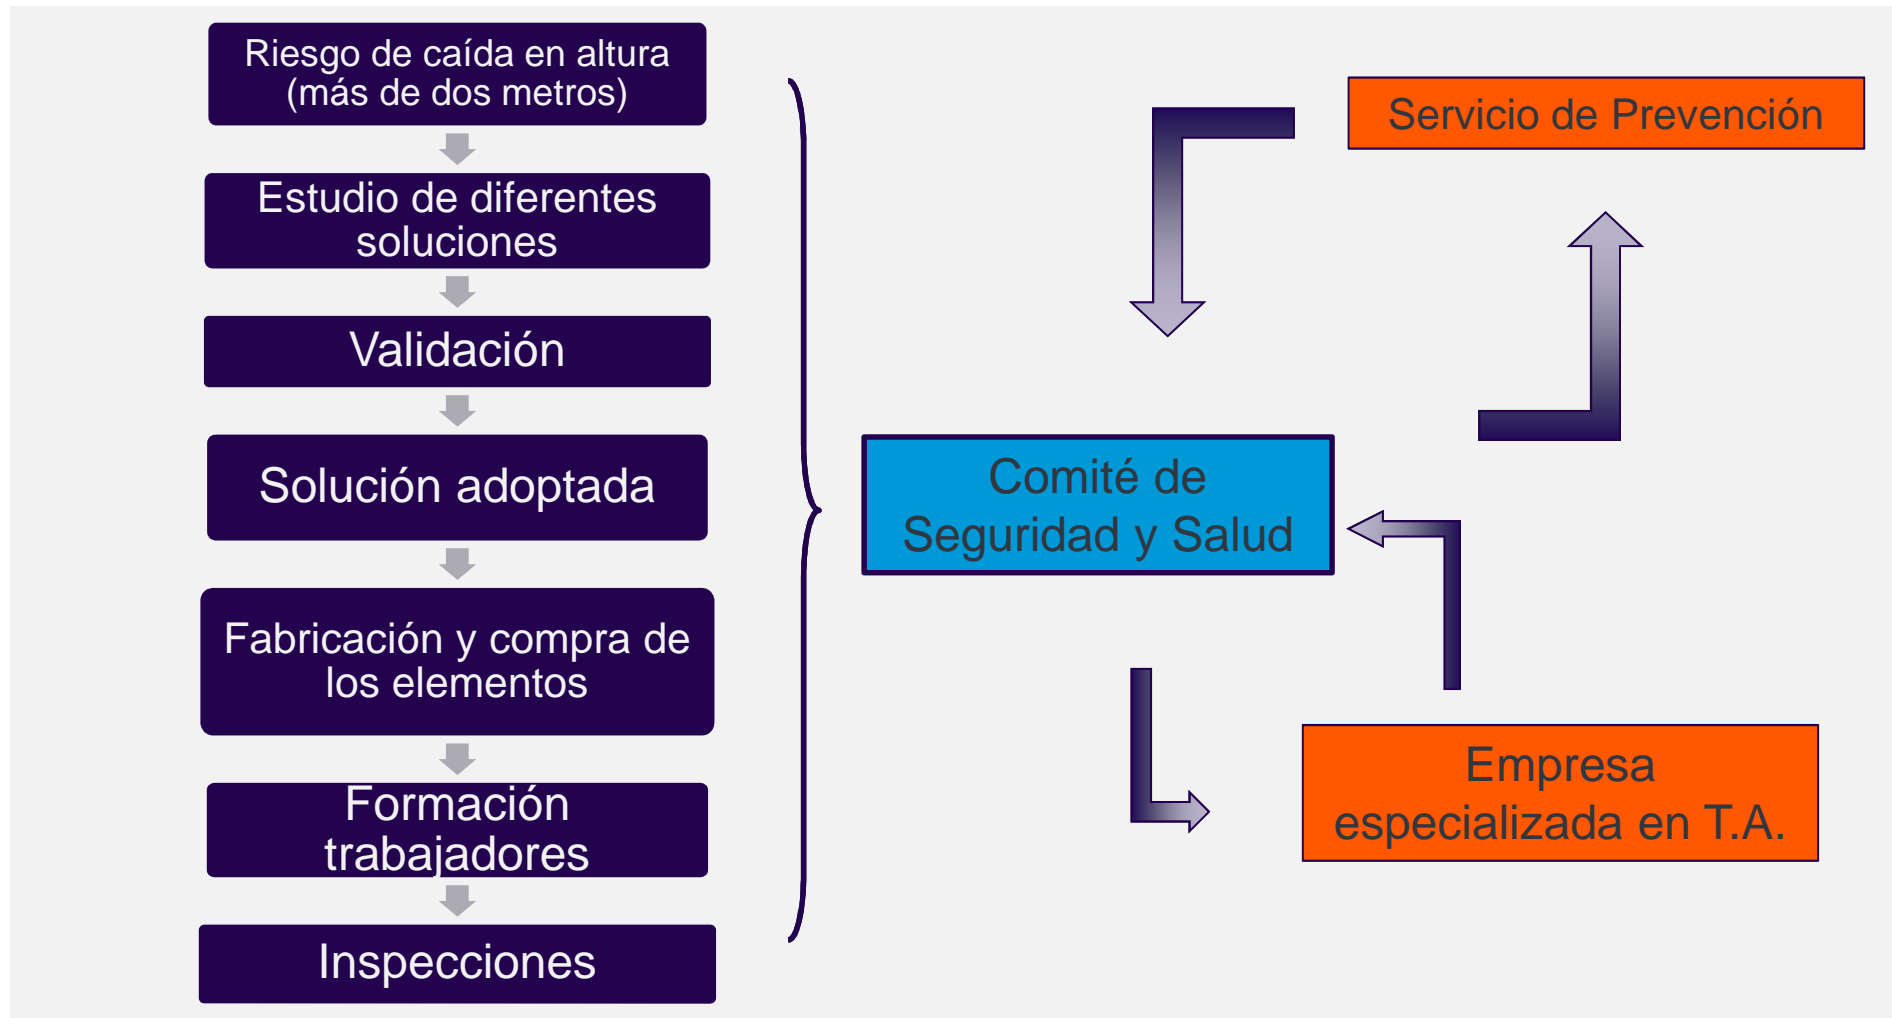 Riesgo de caída en altura
(más de dos metros)
Estudio de diferentes
soluciones
Validación
Solución adoptada
Fabricación y compra de
los elementos
Formación
trabajadores
Inspecciones
Servicio de Prevención
Comité de
Seguridad y Salud
Empresa
especializada en T.A.